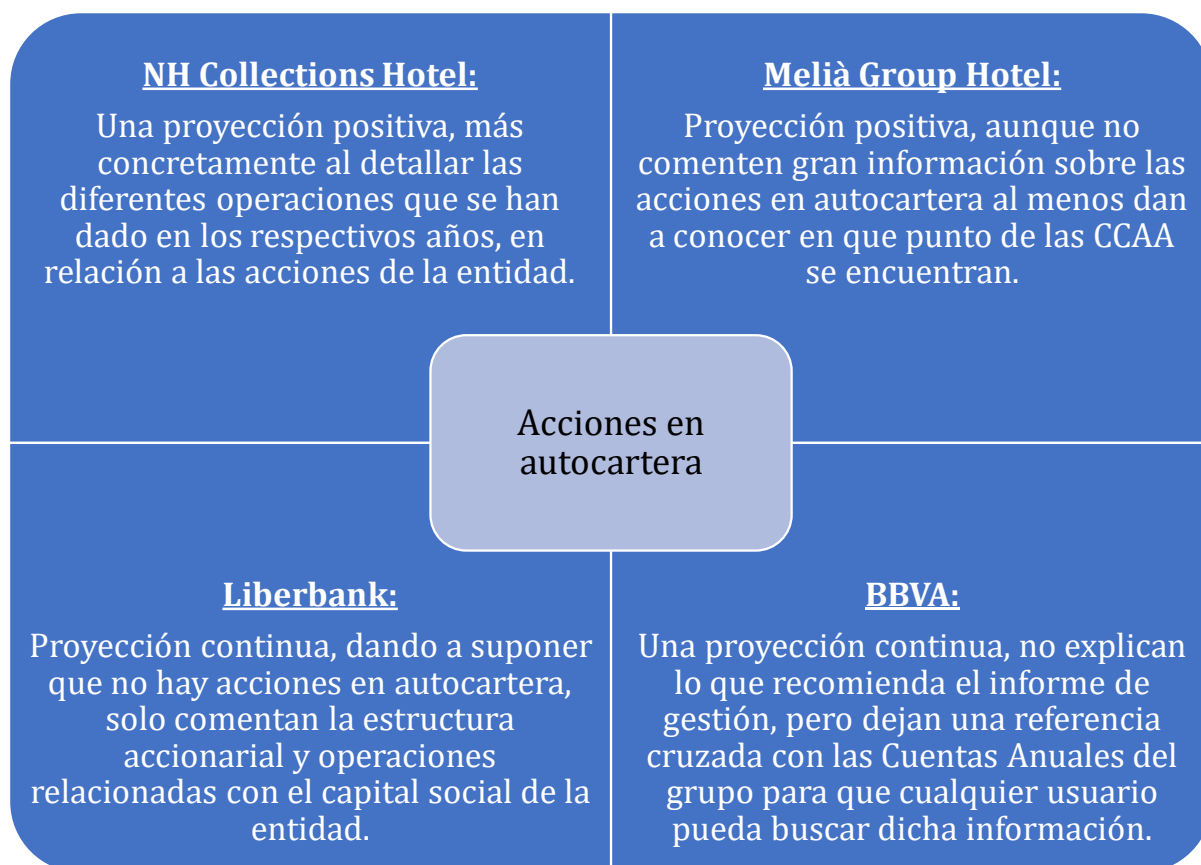 NH Collections Hotel:
Una proyección positiva, más
concretamente al detallar las
diferentes operaciones que se han
dado en los respectivos años, en
relación a las acciones de la entidad.
Melià Group Hotel:
Proyección positiva, aunque no
comenten gran información sobre las
acciones en autocartera al menos dan
a conocer en que punto de las CCAA
se encuentran.
Acciones en
autocartera
Liberbank:
Proyección continua, dando a suponer
que no hay acciones en autocartera,
solo comentan la estructura
accionarial y operaciones
relacionadas con el capital social de la
entidad.
BBVA:
Una proyección continua, no explican
lo que recomienda el informe de
gestión, pero dejan una referencia
cruzada con las Cuentas Anuales del
grupo para que cualquier usuario
pueda buscar dicha información.